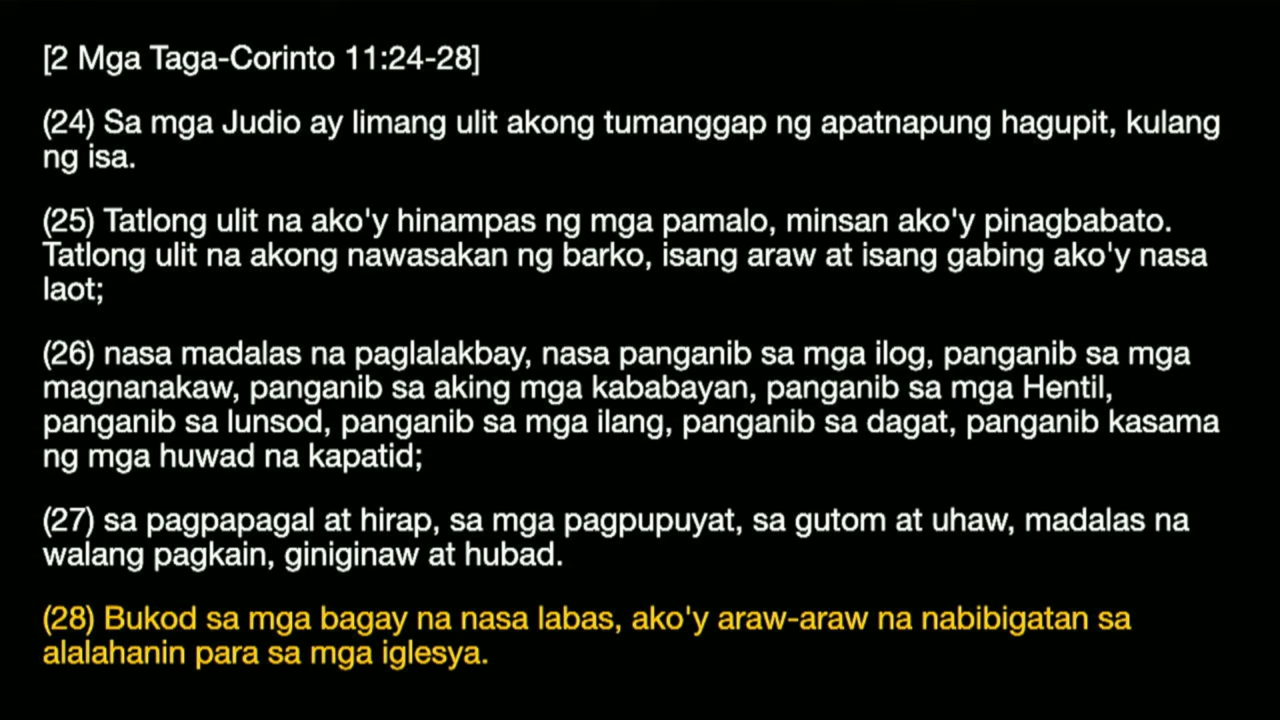 [2 Mga Taga-Corinto 11:24-28]
(24) Sa mga Judio ay limang ulit akong tumanggap ng apatnapung hagupit, kulang
ng isa.
(25) Tatlong ulit na ako'y hinampas ng mga pamalo, minsan ako'y pinagbabato.
Tatlong ulit na akong nawasakan ng barko, isang araw at isang gabing ako'y nasa
laot;
(26) nasa madalas na paglalakbay, nasa panganib sa mga ilog, panganib sa mga
magnanakaw, panganib sa aking mga kababayan, panganib sa mga Hentil,
panganib sa lunsod, panganib sa mga ilang, panganib sa dagat, panganib kasama
ng mga huwad na kapatid;
(27) sa pagpapagal at hirap, sa mga pagpupuyat, sa gutom at uhaw, madalas na
walang pagkain, giniginaw at hubad.
(28) Bukod sa mga bagay na nasa labas, ako'y araw-araw na nabibigatan sa
alalahanin para sa mga iglesya.